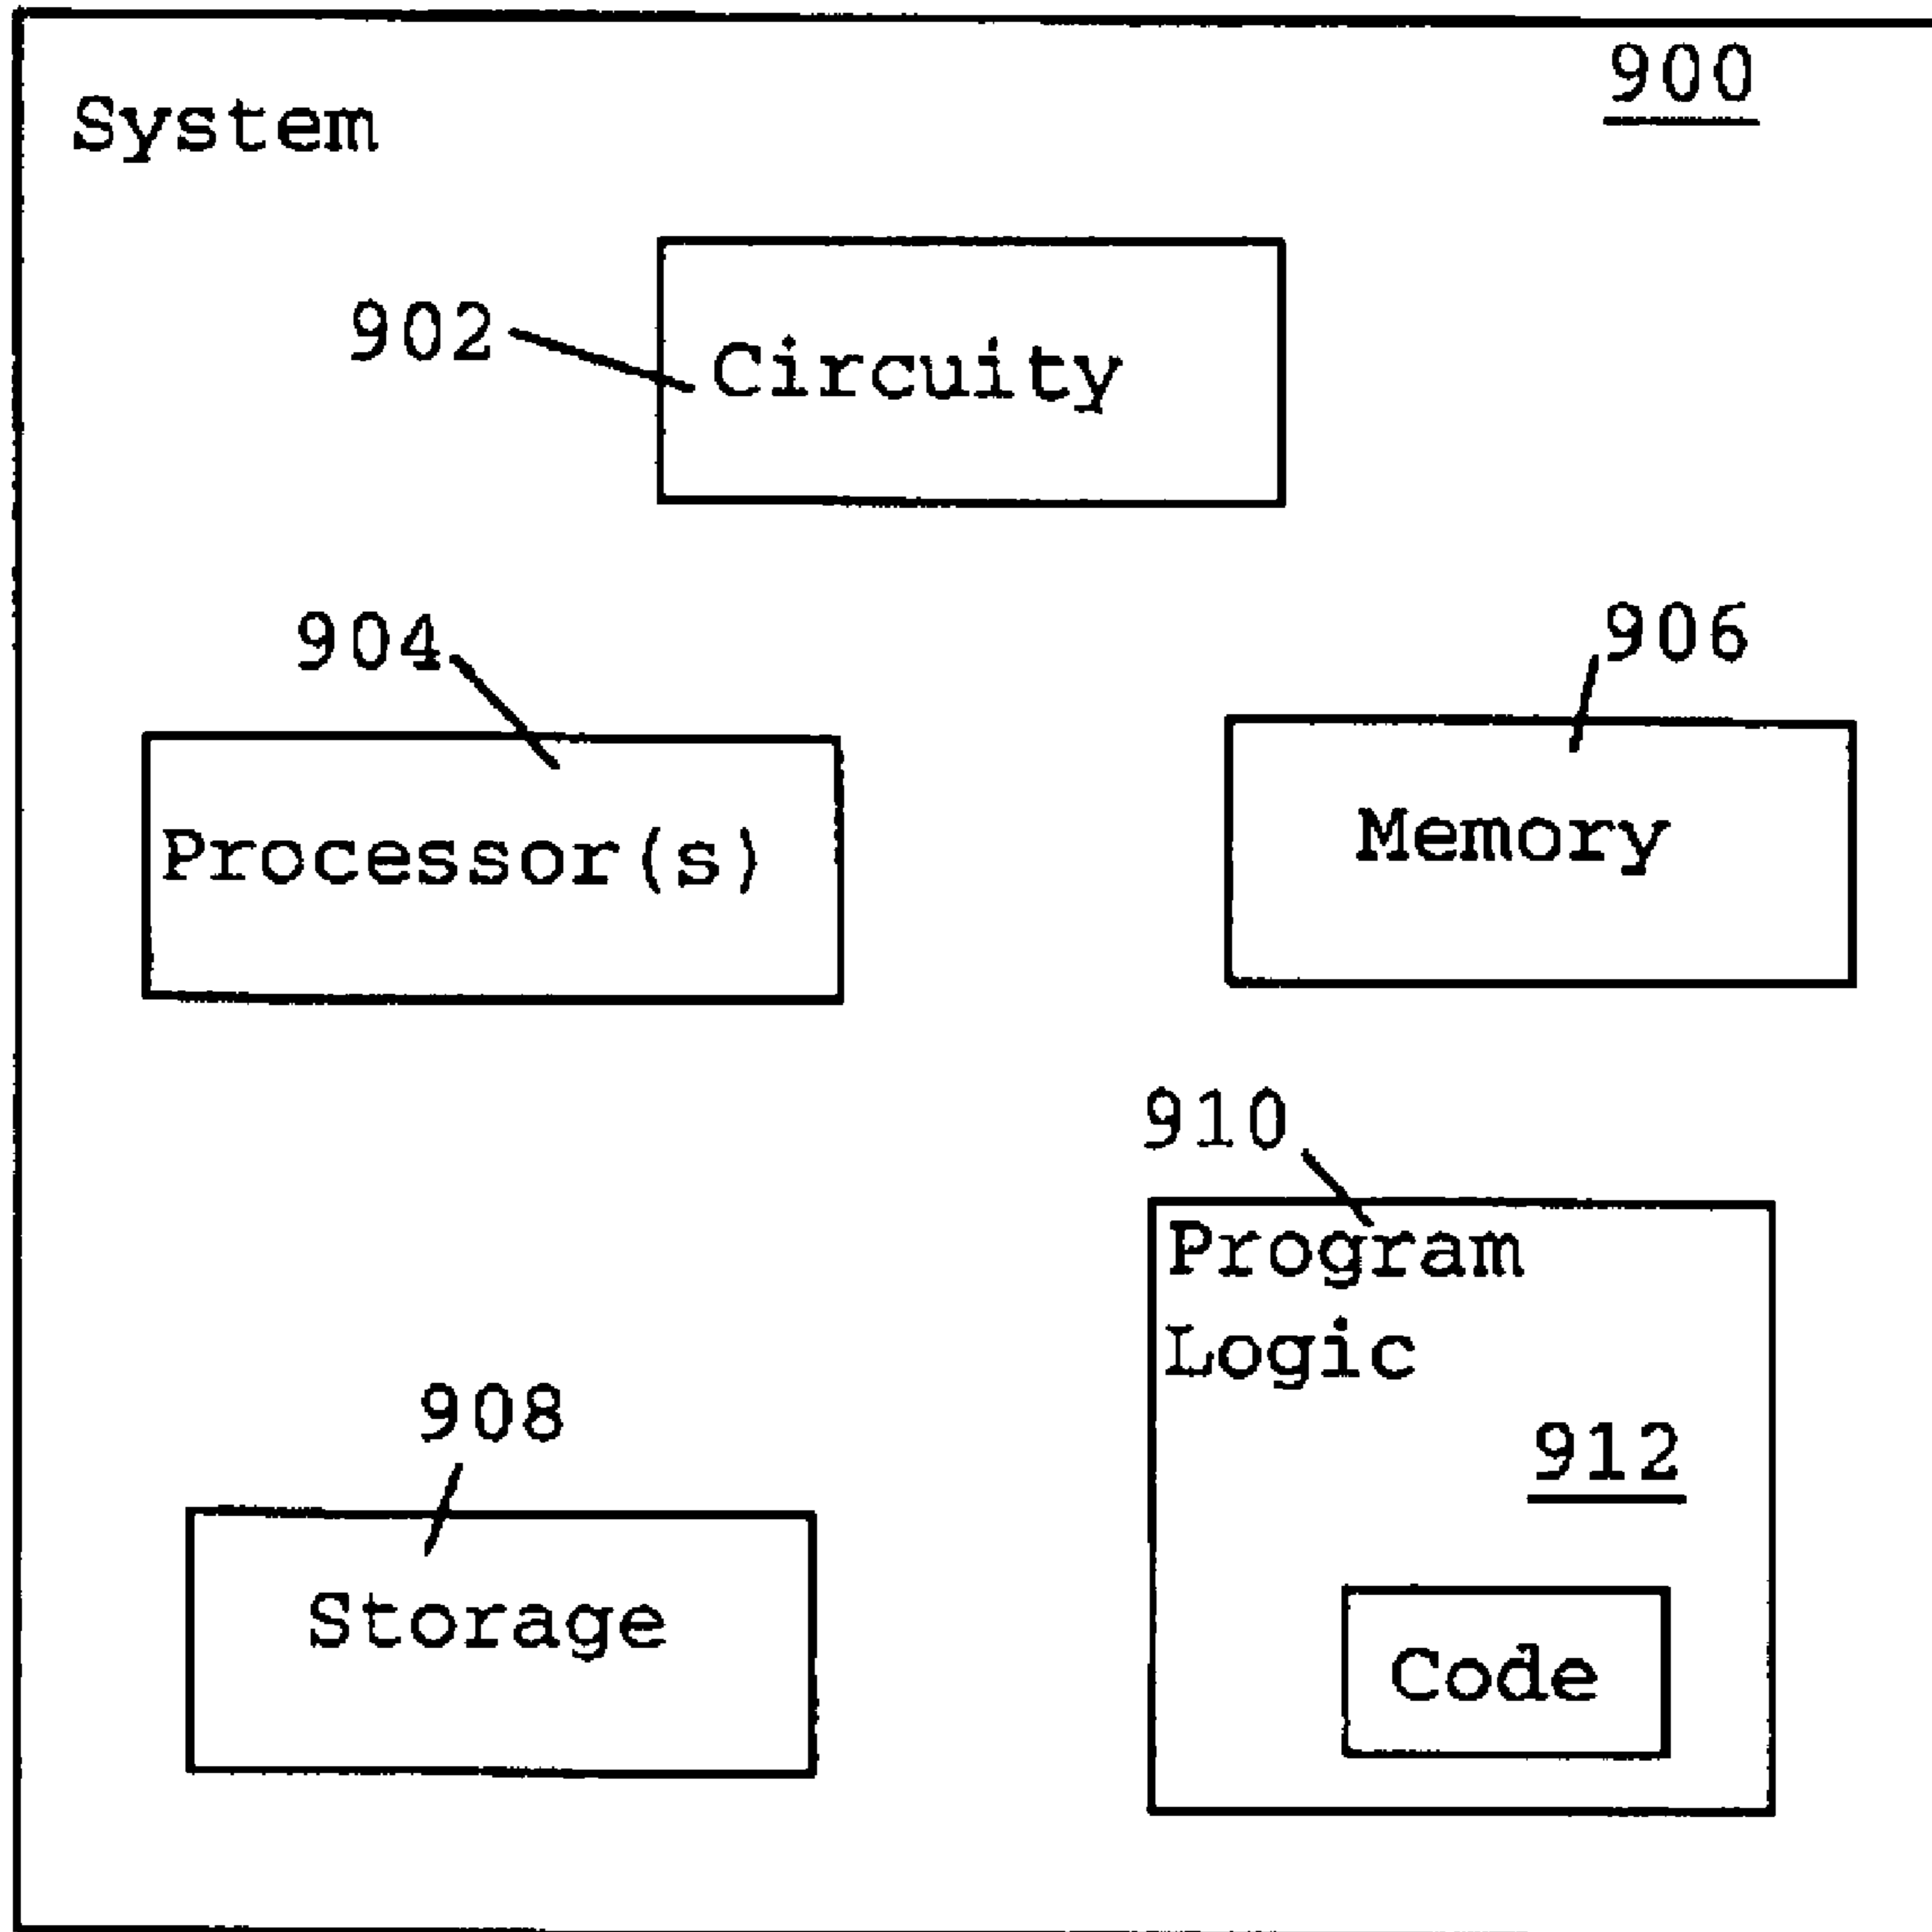 900
System
902
Circuity
904
906
Processor(s)
Memory
910
Program
Logic
908
912
Storage
Code